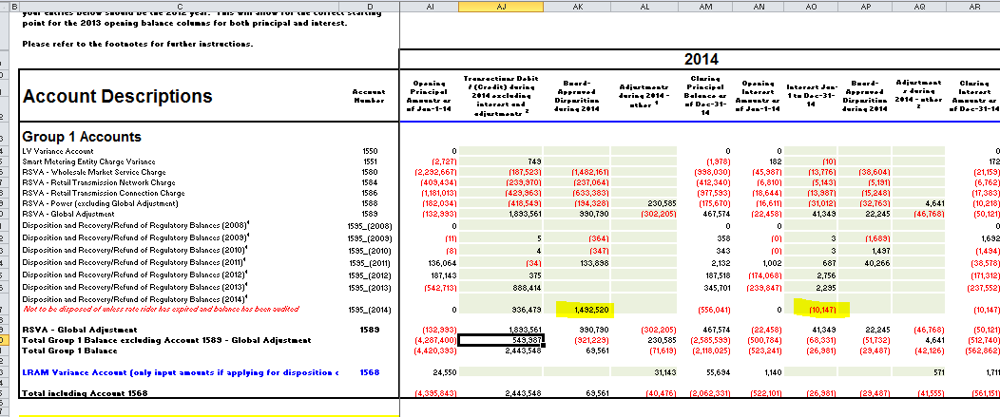 B C D AI AJ AK AL AM AN AO AP AQ AR
your entries below should be the 2012 year. This will allow for the correct starting
point for the 2013 opening balance columns for both principal and interest.
Please refer to the footnotes for further instructions.
2014
Account Descriptions Account Number Opening Principal Amounts as of Jan-1-14 Transactions Debit / (Credit) during 2014 excluding interest and adjustments 2 Board-Approved Disposition during 2014 Adjustments during 2014 - other 1 Closing Principal Balance as of Dec-31-14 Opening Interest Amounts as of Jan-1-14 Interest Jan-1 to Dec-31-14 Board-Approved Disposition during 2014 Adjustments during 2014 - other 2 Closing Interest Amounts as of Dec-31-14
Group 1 Accounts
LV Variance Account 1550 0 0 0 0
Smart Metering Entity Charge Variance 1551 (2,727) 749 (1,978) 182 (10) 172
RSVA - Wholesale Market Service Charge 1580 (2,292,667) (187,523) (1,482,161) (998,030) (45,987) (13,776) (38,604) (21,159)
RSVA - Retail Transmission Network Charge 1584 (409,434) (239,970) (237,064) (412,340) (6,810) (5,143) (5,191) (6,762)
RSVA - Retail Transmission Connection Charge 1586 (1,181,013) (429,963) (633,383) (977,593) (18,644) (13,987) (15,248) (17,383)
RSVA - Power (excluding Global Adjustment) 1588 (182,034) (418,549) (194,328) 230,585 (175,670) (16,611) (31,012) (32,763) 4,641 (10,218)
RSVA - Global Adjustment 1589 (132,993) 1,893,561 990,790 (302,205) 467,574 (22,458) 41,349 22,245 (46,768) (50,121)
Disposition and Recovery/Refund of Regulatory Balances (2008)4 1595_(2008) 0 0 0 0
Disposition and Recovery/Refund of Regulatory Balances (2009)4 1595_(2009) (11) 5 (364) 358 (0) 3 (1,689) 1,692
Disposition and Recovery/Refund of Regulatory Balances (2010)4 1595_(2010) (8) 4 (347) 343 (0) 3 1,497 (1,494)
Disposition and Recovery/Refund of Regulatory Balances (2011)4 1595_(2011) 136,064 (34) 133,898 2,132 1,002 687 40,266 (38,578)
Disposition and Recovery/Refund of Regulatory Balances (2012)4 1595_(2012) 187,143 375 187,518 (174,068) 2,756 (171,312)
Disposition and Recovery/Refund of Regulatory Balances (2013)4 1595_(2013) (542,713) 888,414 345,701 (239,847) 2,295 (237,552)
Disposition and Recovery/Refund of Regulatory Balances (2014)4
Not to be disposed of unless rate rider has expired and balance has been audited 1595_(2014) 0 936,479 1,492,520 (556,041) 0 (10,147) (10,147)
RSVA - Global Adjustment 1589 (132,993) 1,893,561 990,790 (302,205) 467,574 (22,458) 41,349 22,245 (46,768) (50,121)
Total Group 1 Balance excluding Account 1589 - Global Adjustment (4,287,400) 549,987 (921,229) 230,585 (2,585,599) (500,784) (68,331) (51,732) 4,641 (512,740)
Total Group 1 Balance (4,420,393) 2,443,548 69,561 (71,619) (2,118,025) (523,241) (26,981) (29,487) (42,126) (562,862)
LRAM Variance Account (only input amounts if applying for disposition 1568 24,550 31,143 55,694 1,140 571 1,711
Total including Account 1568 (4,395,843) 2,443,548 69,561 (40,476) (2,062,331) (522,101) (26,981) (29,487) (41,555) (561,151)